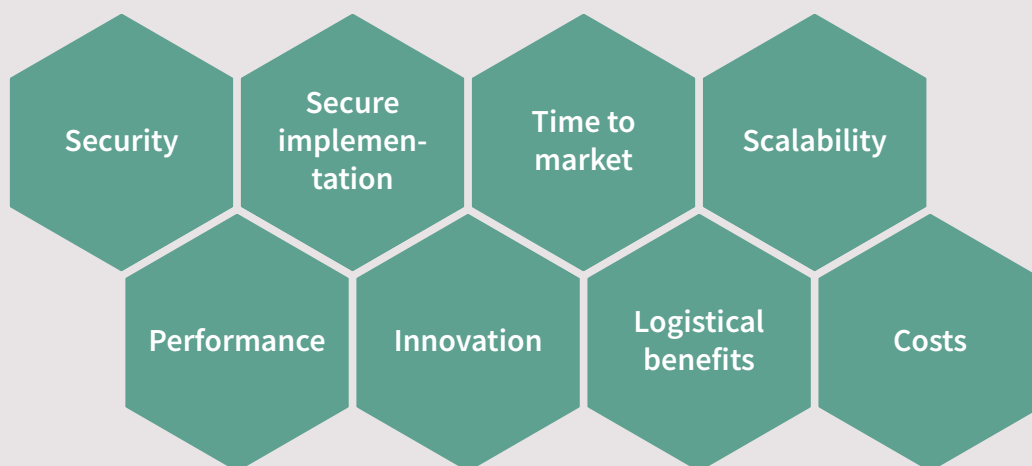 Security
Secure
implemen-
tation
Time to
market
Scalability
Performance
Innovation
Logistical
benefits
Costs